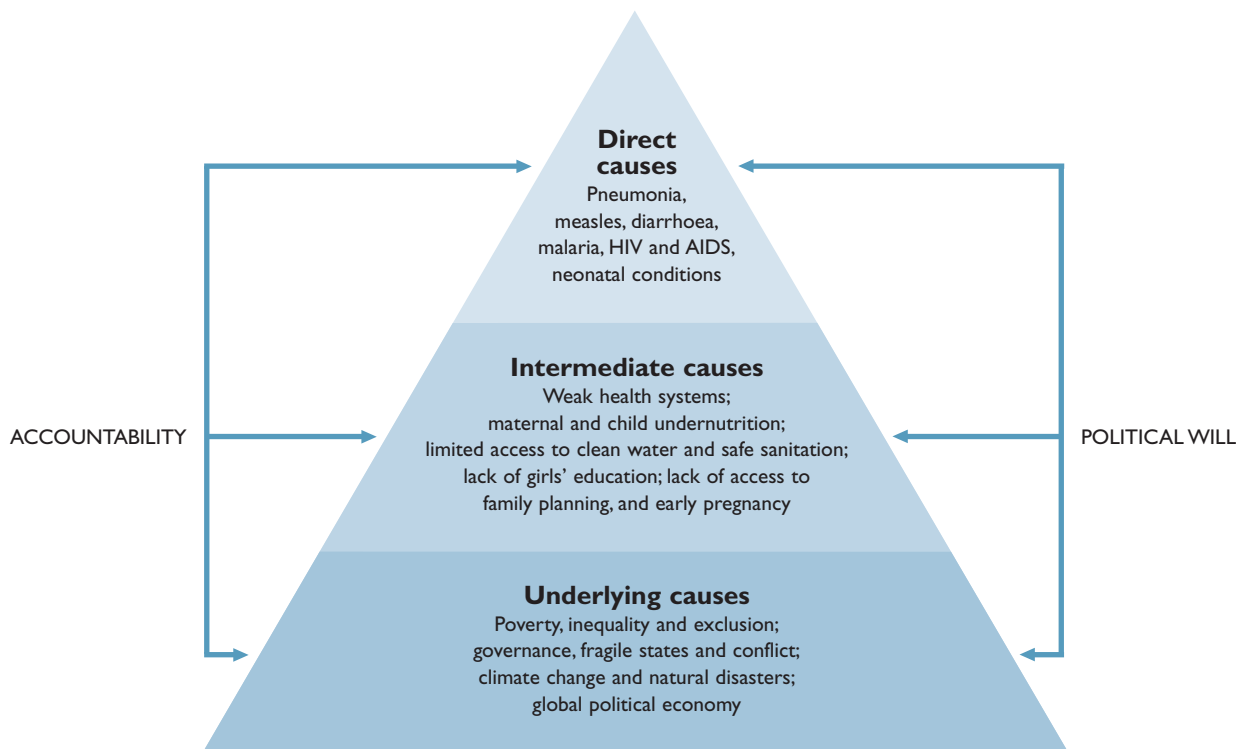 Direct
causes
Pneumonia,
measles, diarrhoea,
malaria, HIV and AIDS,
neonatal conditions
Intermediate causes
Weak health systems;
maternal and child undernutrition;
limited access to clean water and safe sanitation;
lack of girls’ education; lack of access to
family planning, and early pregnancy
ACCOUNTABILITY
POLITICAL WILL
Underlying causes
Poverty, inequality and exclusion;
governance, fragile states and conflict;
climate change and natural disasters;
global political economy